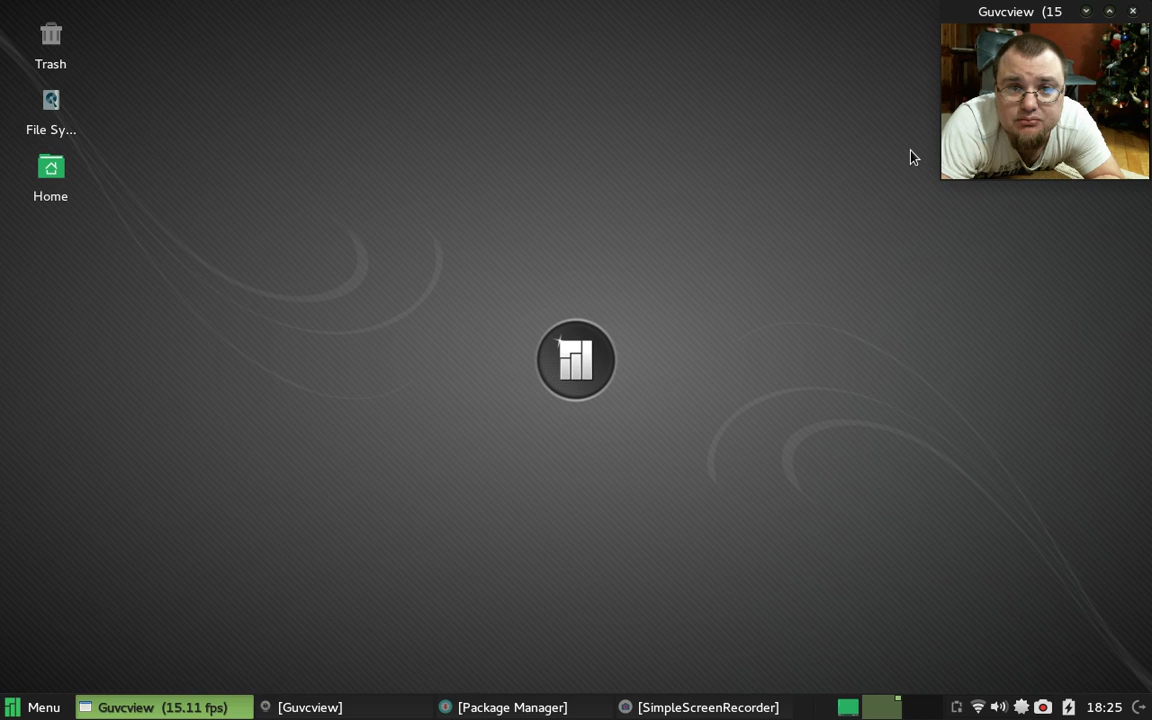 Guvcview (15
Trash
File Sy...
Home
Menu
Guvcview (15.11 fps)
[Guvcview]
[Package Manager]
[SimpleScreenRecorder]
18:25